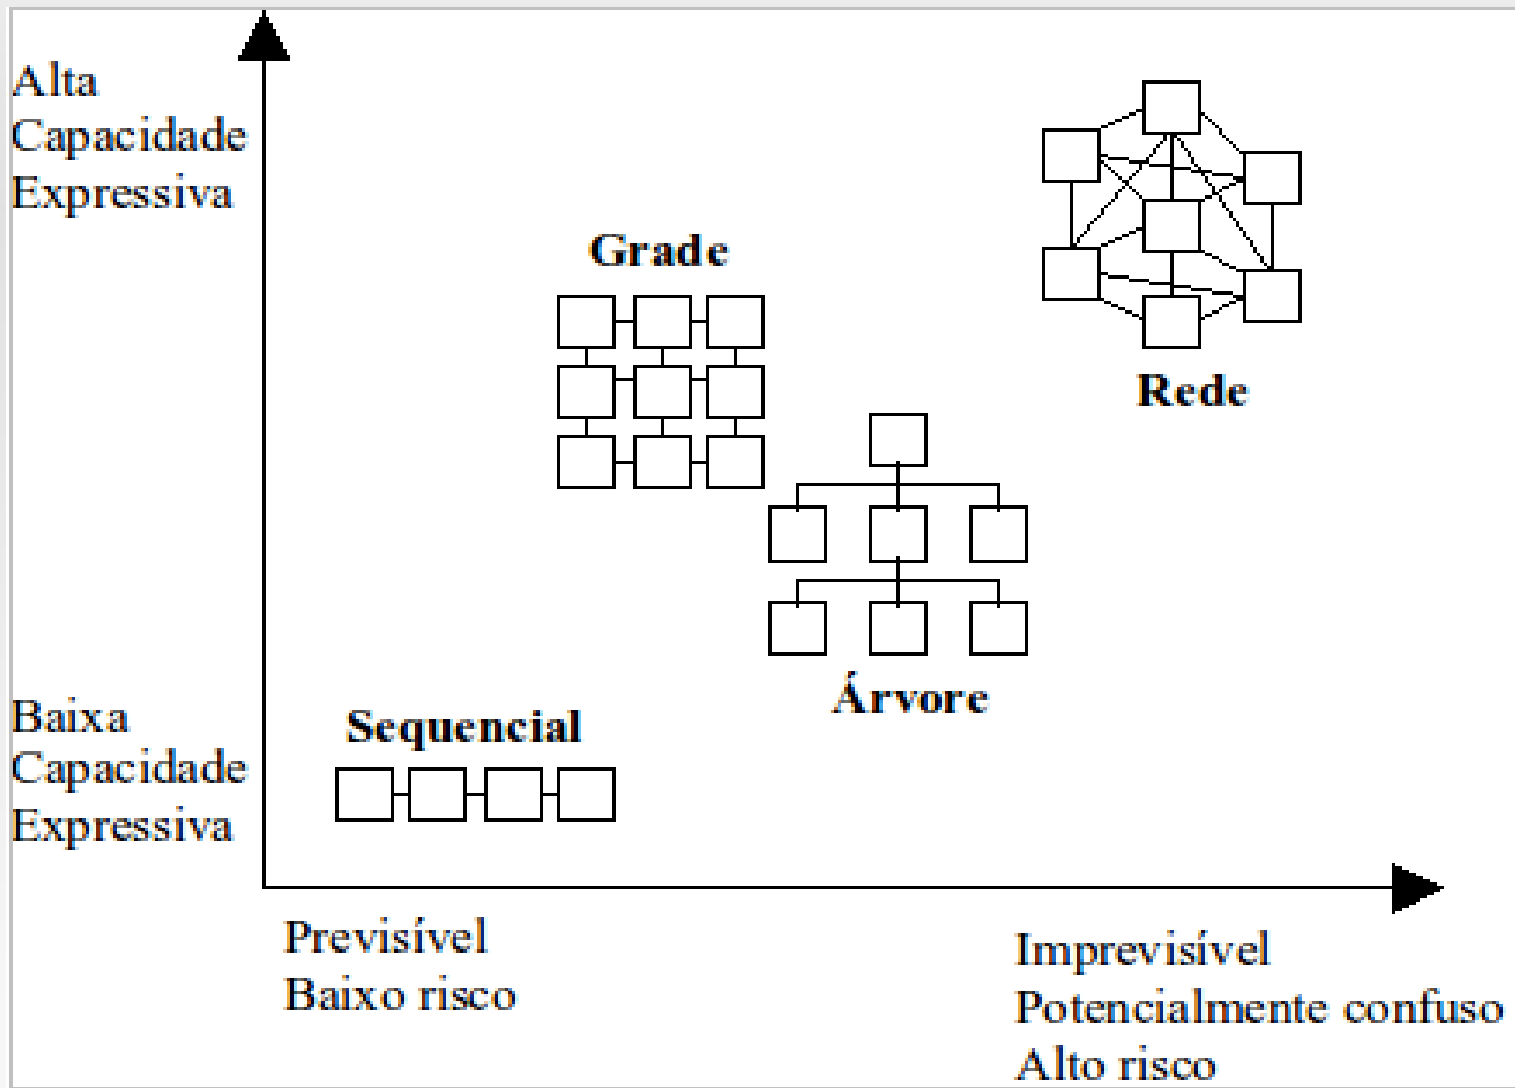 Alta
Capacidade
Expressiva
Grade
Rede
Árvore
Baixa
Capacidade
Expressiva
Sequencial
Previsível
Baixo risco
Imprevisível
Potencialmente confuso
Alto risco